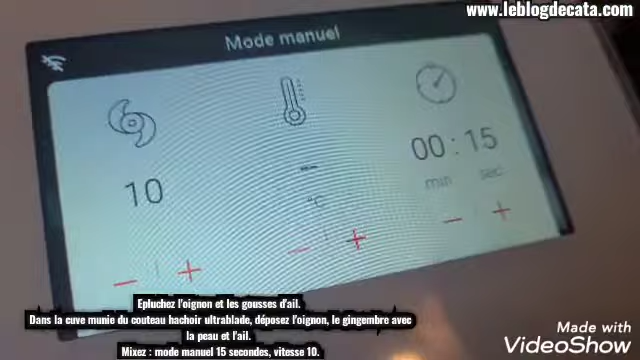 www.leblogdecata.com
Mode manuel
10
--
°C
00 : 15
min sec
— + — + — +
Epluchez l'oignon et les gousses d'ail.
Dans la cuve munie du couteau hachoir ultrablade, déposez l'oignon, le gingembre avec
la peau et l'ail.
Mixez : mode manuel 15 secondes, vitesse 10.
Made with
VideoShow